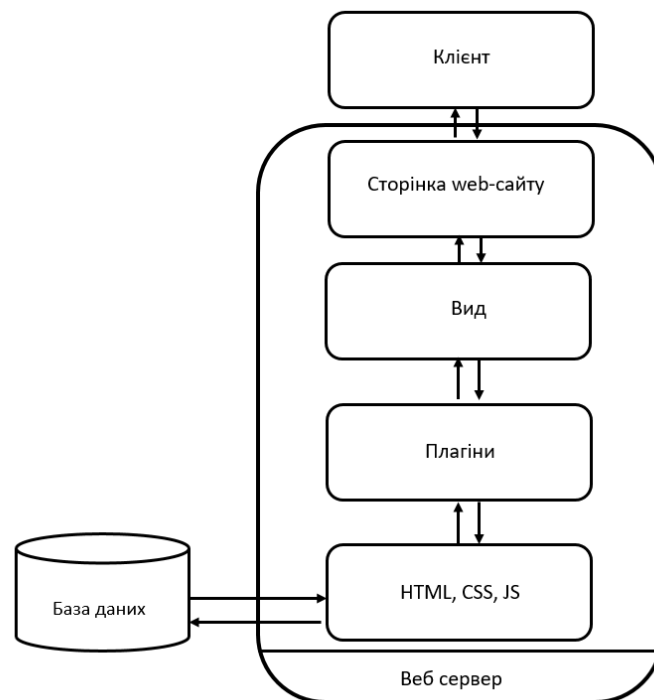 Клієнт
Сторінка web-сайту
Вид
Плагіни
HTML, CSS, JS
База даних
Веб сервер